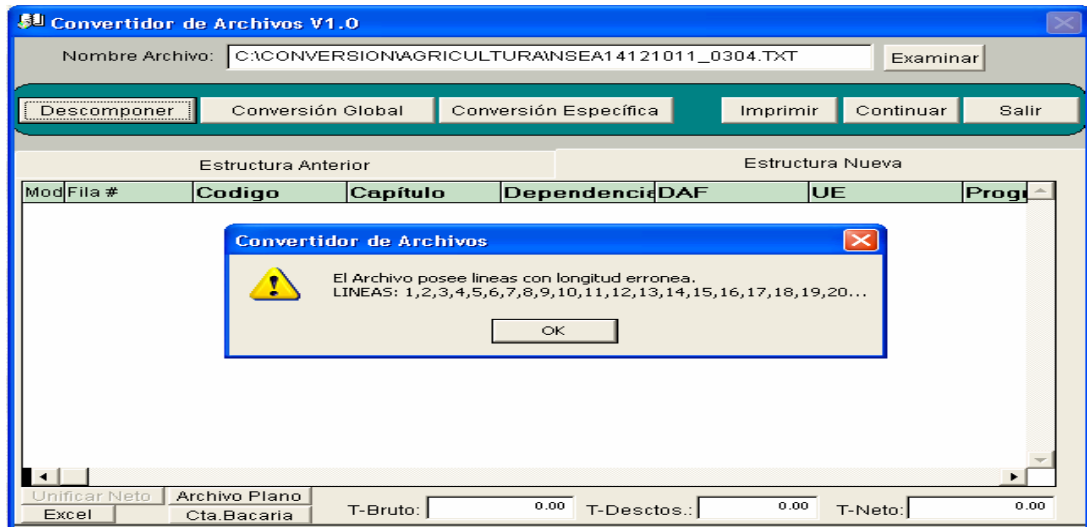 Convertidor de Archivos V1.0
Nombre Archivo: C:\CONVERSION\AGRICULTURA\NSEA14121011_0304.TXT Examinar
Descomponer Conversión Global Conversión Específica Imprimir Continuar Salir
Estructura Anterior Estructura Nueva
Mod Fila # Codigo Capítulo Dependencia DAF UE Progr
Convertidor de Archivos
El Archivo posee lineas con longitud erronea.
LINEAS: 1,2,3,4,5,6,7,8,9,10,11,12,13,14,15,16,17,18,19,20...
OK
Unificar Neto Archivo Plano
Excel Cta.Bacaria T-Bruto: 0.00 T-Desctos.: 0.00 T-Neto: 0.00